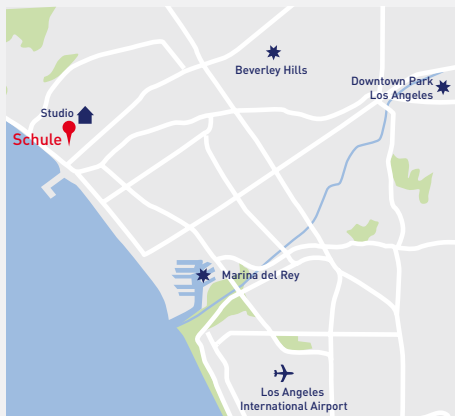 Beverley Hills
Downtown Park
Los Angeles
Studio
Schule
Marina del Rey
Los Angeles
International Airport